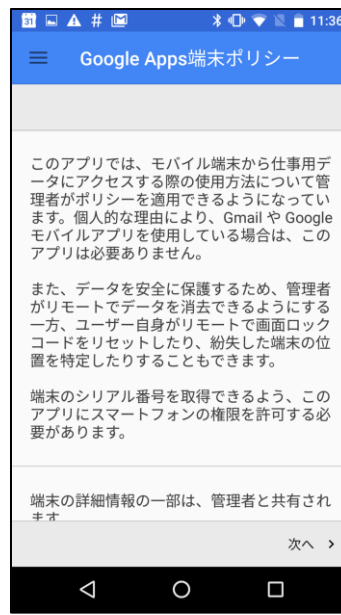 31 # 11:36
Google Apps端末ポリシー
このアプリでは、モバイル端末から仕事用デ
ータにアクセスする際の使用方法について管
理者がポリシーを適用できるようになってい
ます。個人的な理由により、Gmail や Google
モバイルアプリを使用している場合は、この
アプリは必要ありません。
また、データを安全に保護するため、管理者
がリモートでデータを消去できるようにする
一方、ユーザー自身がリモートで画面ロック
コードをリセットしたり、紛失した端末の位
置を特定したりすることもできます。
端末のシリアル番号を取得できるよう、この
アプリにスマートフォンの権限を許可する必
要があります。
端末の詳細情報の一部は、管理者と共有され
ます
次へ